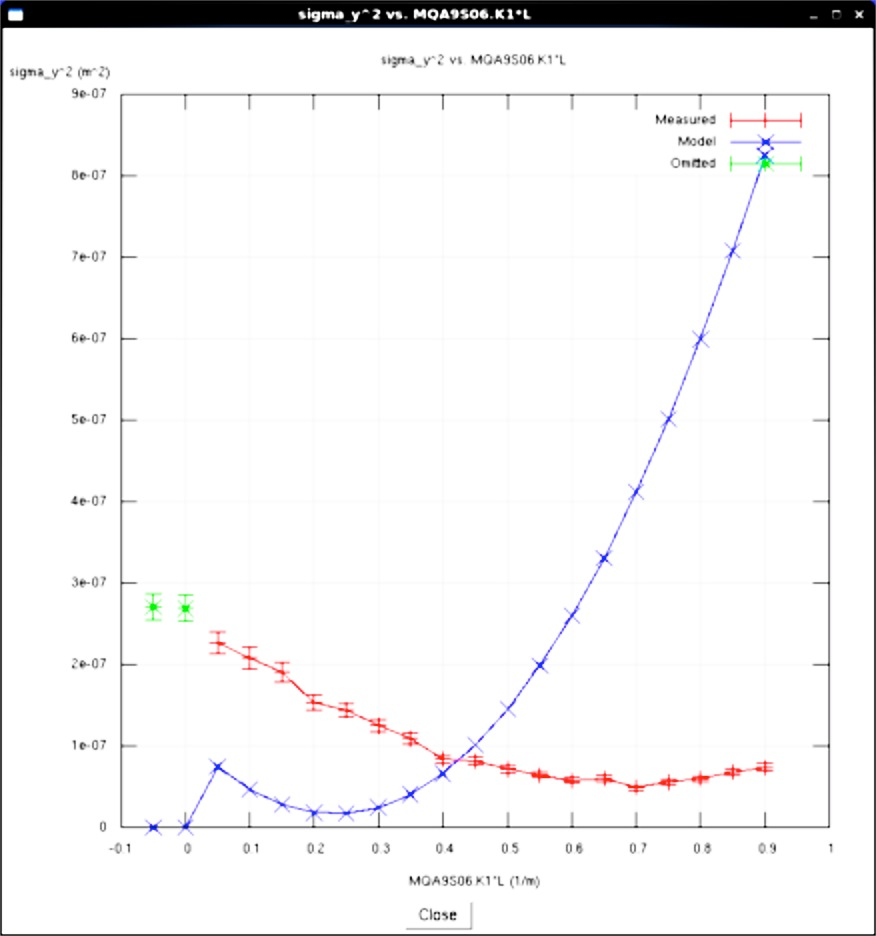 sigma_y^2 vs. MQA9S06.K1*L
sigma_y^2 vs. MQA9S06.K1*L
sigma_y^2 (m^2)
9e-07
8e-07
7e-07
6e-07
5e-07
4e-07
3e-07
2e-07
1e-07
0
Measured
Model
Omitted
-0.1 0 0.1 0.2 0.3 0.4 0.5 0.6 0.7 0.8 0.9 1
MQA9S06.K1*L (1/m)
Close